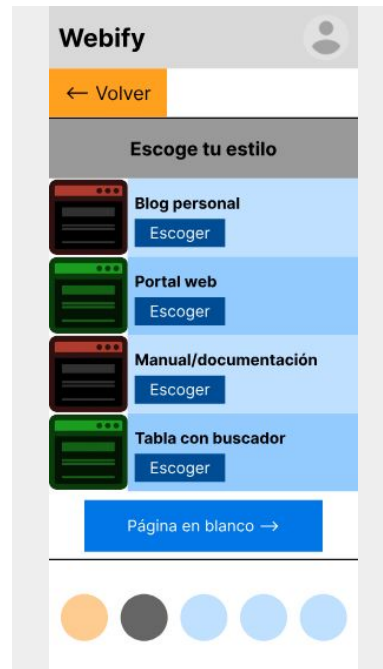 Webify
← Volver
Escoge tu estilo
Blog personal
Escoger
Portal web
Escoger
Manual/documentación
Escoger
Tabla con buscador
Escoger
Página en blanco →